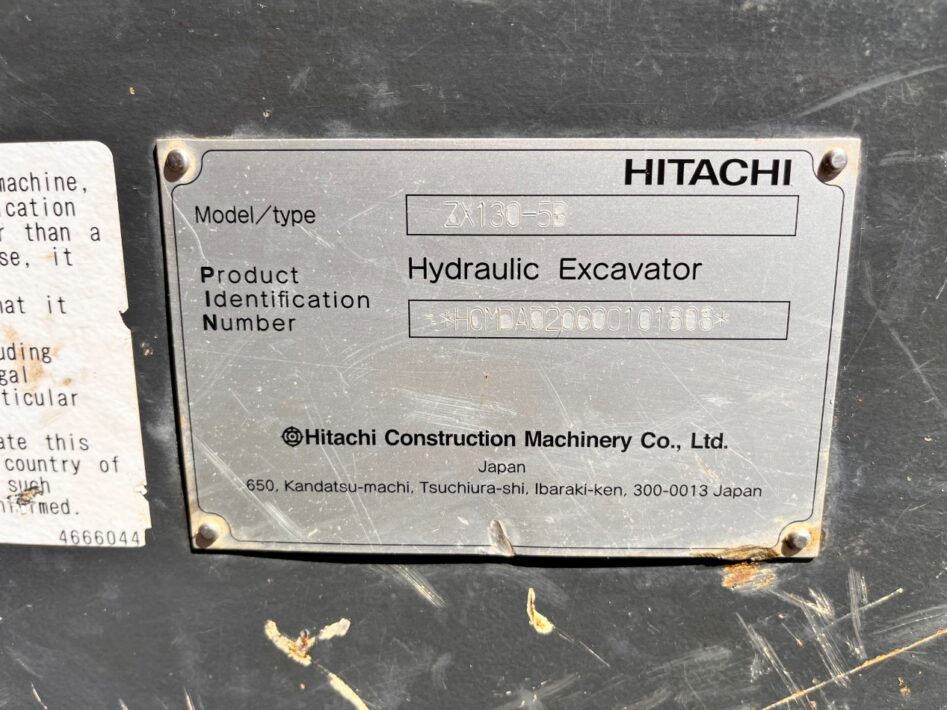 machine,
ication
r than a
se, it
hat it
uding
gal
ticular
ate this
country of
such
4666044
HITACHI
Model/type
ZX130-5B
Hydraulic Excavator
Product
Identification
Number
Hitachi Construction Machinery Co., Ltd.
Japan
650, Kandatsu-machi, Tsuchiura-shi, Ibaraki-ken, 300-0013 Japan